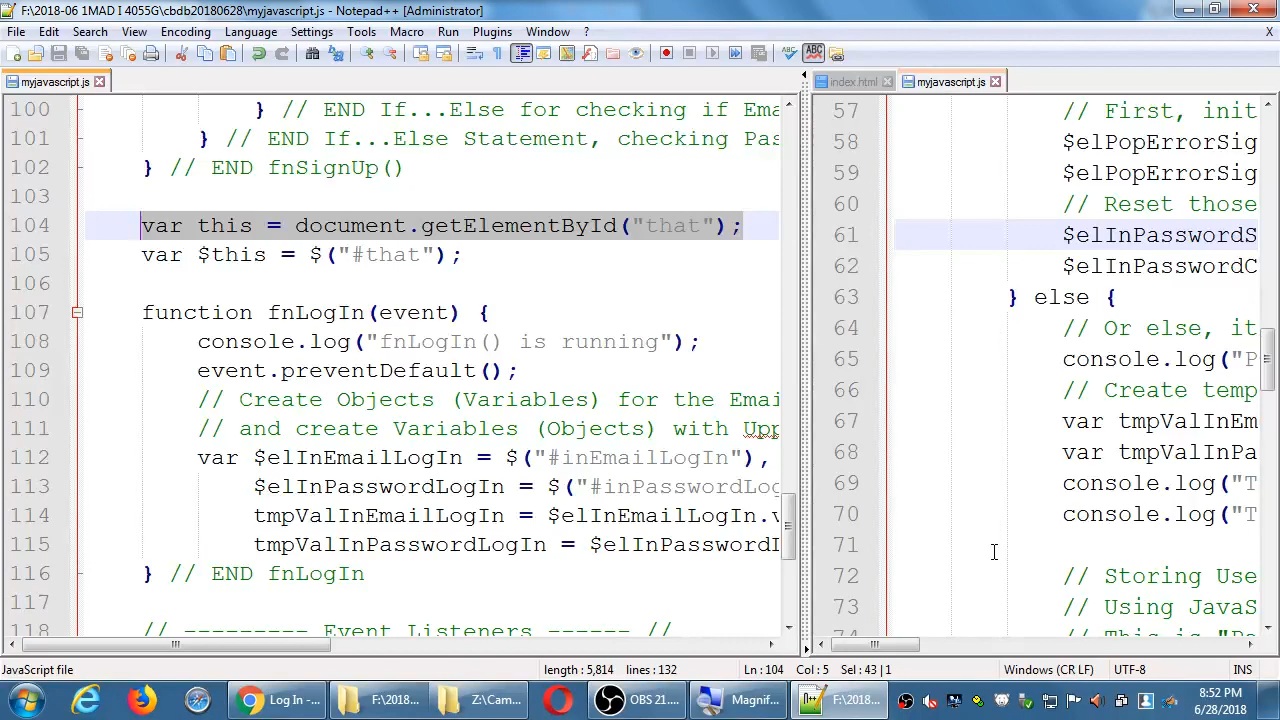 F:\2018-06 1MAD I 4055G\cbdb20180628\myjavascript.js - Notepad++ [Administrator]
File Edit Search View Encoding Language Settings Tools Macro Run Plugins Window ? X
myjavascript.js
100 } // END If...Else for checking if Ema
101 } // END If...Else Statement, checking Pas
102 } // END fnSignUp()
103
104 var this = document.getElementById("that");
105 var $this = $("#that");
106
107 function fnLogIn(event) {
108 console.log("fnLogIn() is running");
109 event.preventDefault();
110 // Create Objects (Variables) for the Emai
111 // and create Variables (Objects) with Upp
112 var $elInEmailLogIn = $("#inEmailLogIn"),
113 $elInPasswordLogIn = $("#inPasswordLog
114 tmpValInEmailLogIn = $elInEmailLogIn.v
115 tmpValInPasswordLogIn = $elInPasswordL
116 } // END fnLogIn
117
118 // --------- Event Listeners ------ //
index.html myjavascript.js
57 // First, init
58 $elPopErrorSig
59 $elPopErrorSig
60 // Reset those
61 $elInPasswordS
62 $elInPasswordC
63 } else {
64 // Or else, it
65 console.log("P
66 // Create temp
67 var tmpValInEm
68 var tmpValInPa
69 console.log("T
70 console.log("T
71
72 // Storing Use
73 // Using JavaS
74 // This is "Pa
JavaScript file length : 5,814 lines : 132 Ln : 104 Col : 5 Sel : 43 | 1 Windows (CR LF) UTF-8 INS
Log In -... F:\2018... Z:\Cam... OBS 21.... Magnif... F:\2018...
8:52 PM
6/28/2018